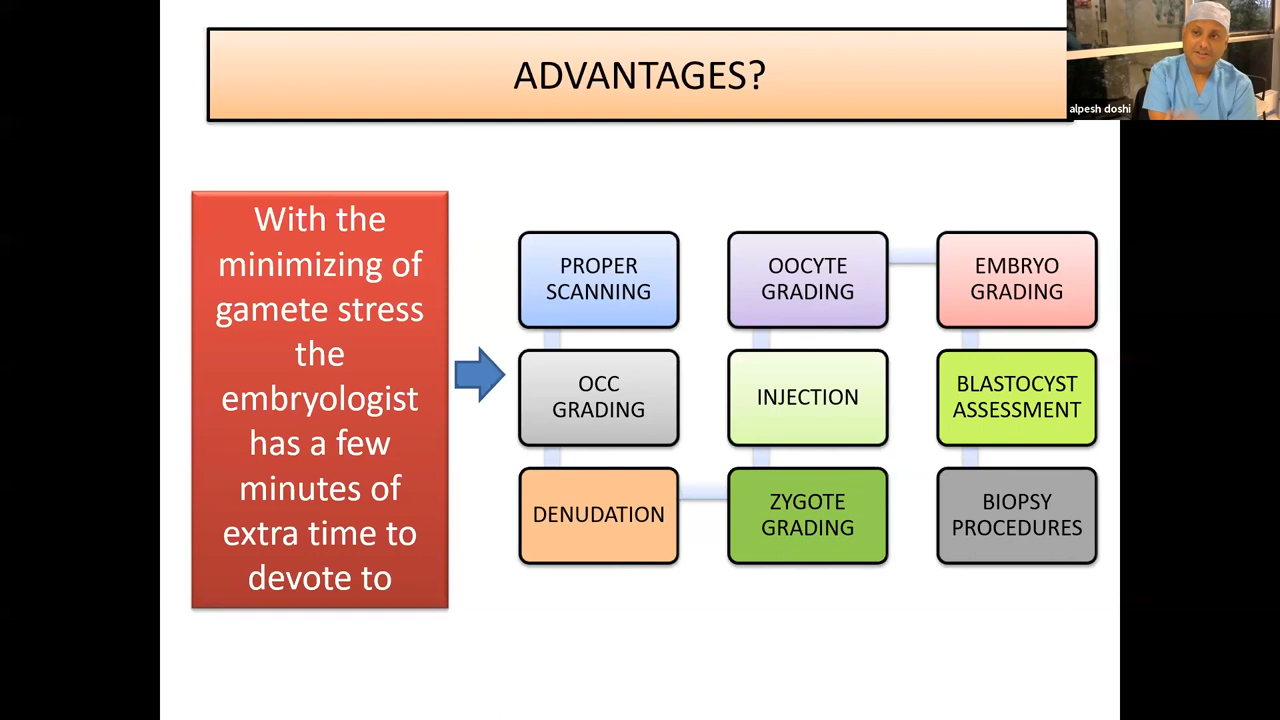 ADVANTAGES?
alpesh doshi
With the
minimizing of
gamete stress
the
embryologist
has a few
minutes of
extra time to
devote to
PROPER
SCANNING
OCC
GRADING
DENUDATION
OOCYTE
GRADING
INJECTION
ZYGOTE
GRADING
EMBRYO
GRADING
BLASTOCYST
ASSESSMENT
BIOPSY
PROCEDURES